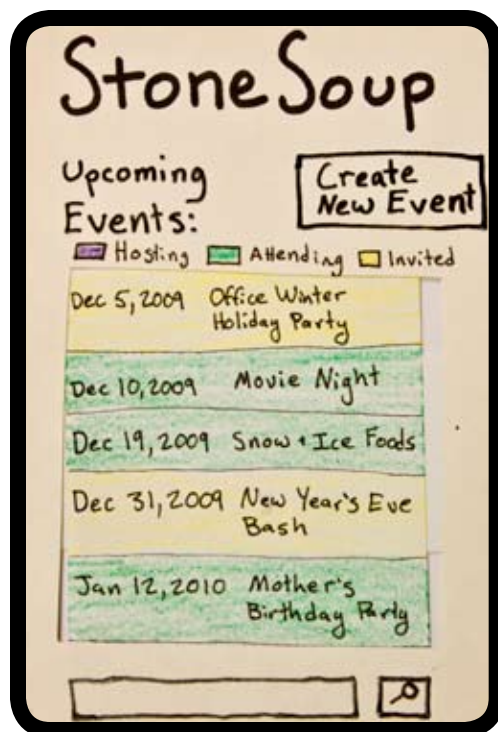 Stone Soup
Upcoming
Events:
Create
New Event
Hosting Attending Invited
Dec 5, 2009 Office Winter
Holiday Party
Dec 10, 2009 Movie Night
Dec 19, 2009 Snow + Ice Foods
Dec 31, 2009 New Year's Eve
Bash
Jan 12, 2010 Mother's
Birthday Party